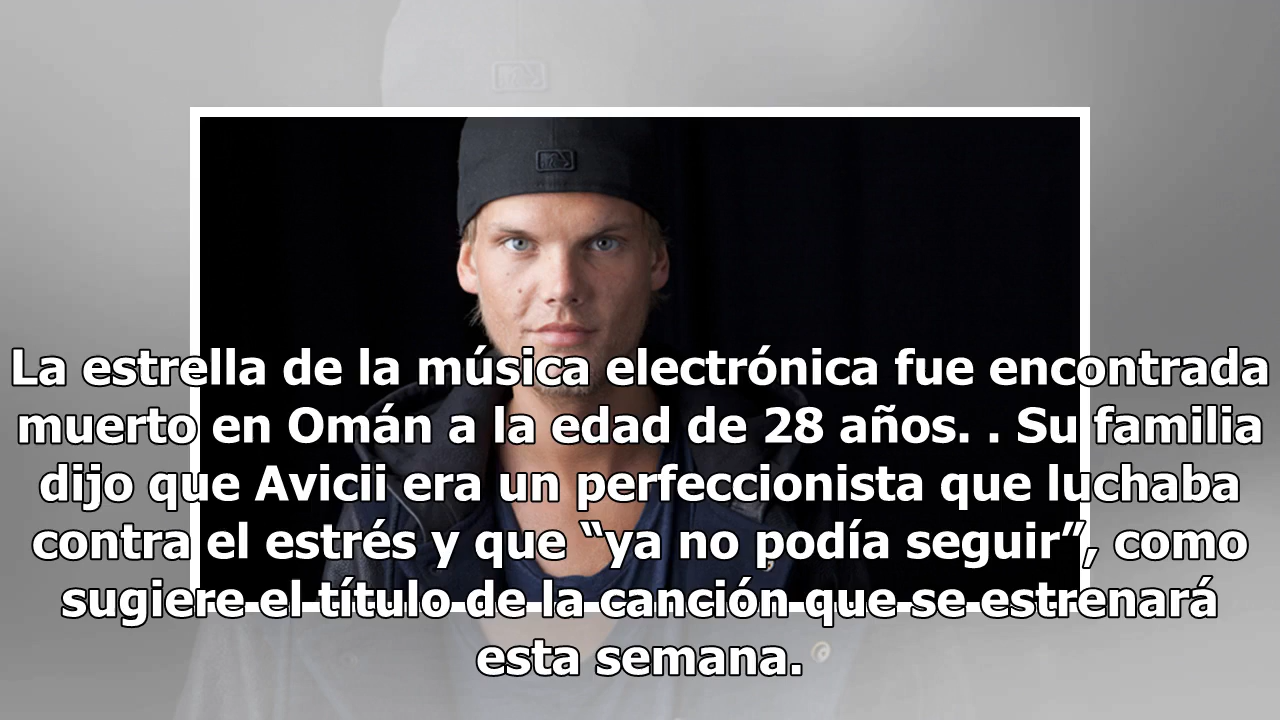 La estrella de la música electrónica fue encontrada
muerto en Omán a la edad de 28 años. . Su familia
dijo que Avicii era un perfeccionista que luchaba
contra el estrés y que “ya no podía seguir”, como
sugiere el título de la canción que se estrenará
esta semana.